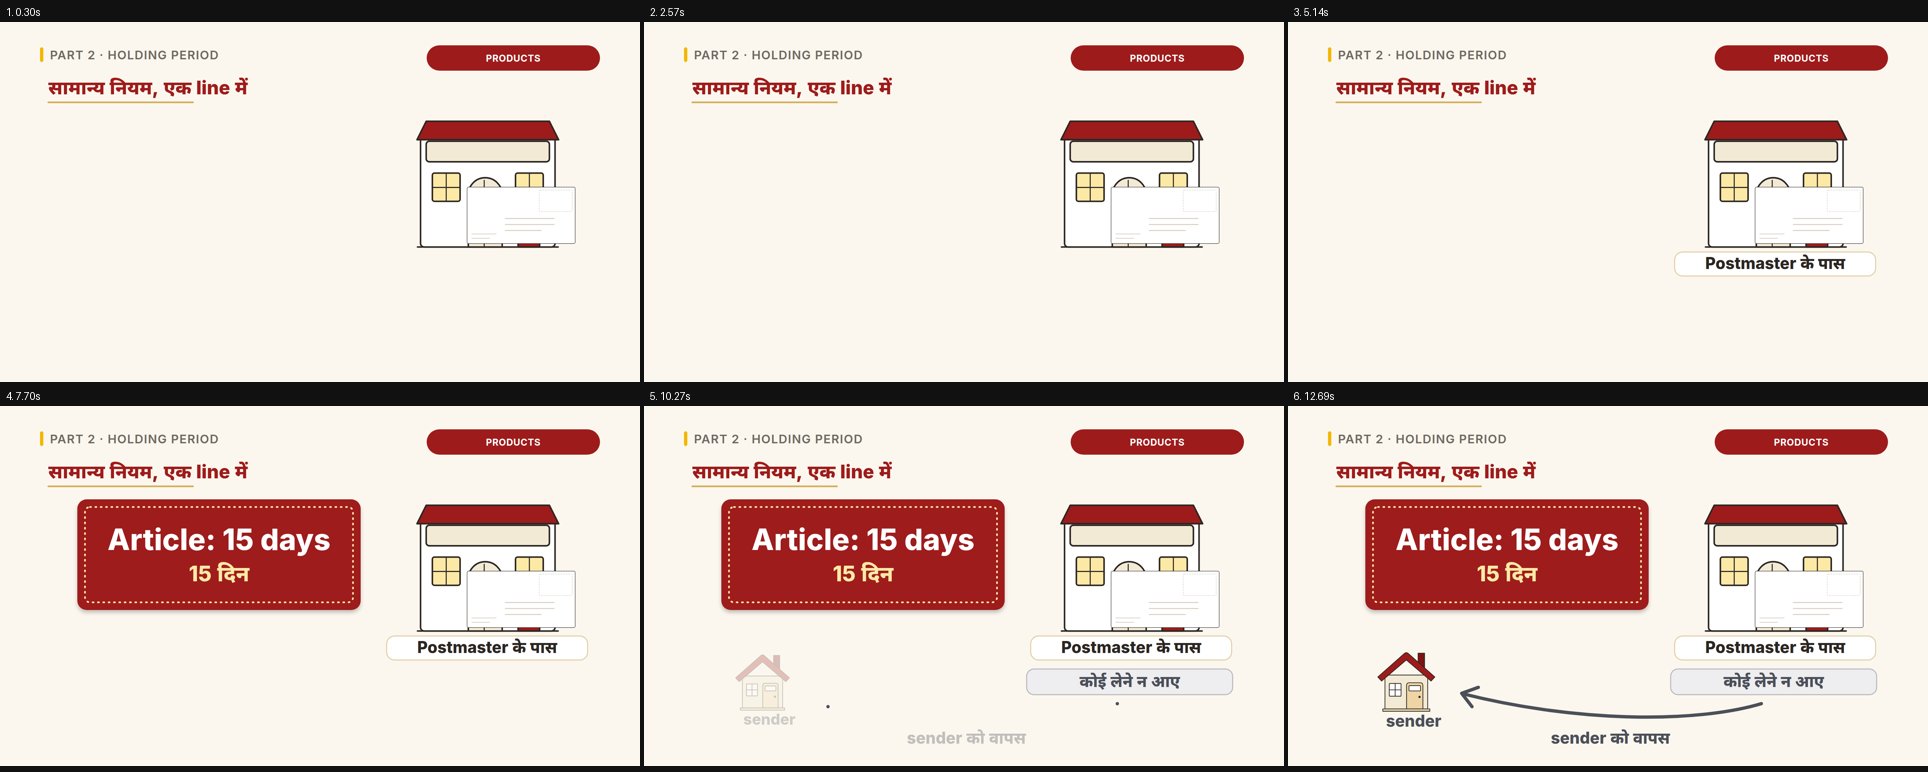 1. 0.30s
PART 2 · HOLDING PERIOD
PRODUCTS
सामान्य नियम, एक line में
2. 2.57s
PART 2 · HOLDING PERIOD
PRODUCTS
सामान्य नियम, एक line में
3. 5.14s
PART 2 · HOLDING PERIOD
PRODUCTS
सामान्य नियम, एक line में
Postmaster के पास
4. 7.70s
PART 2 · HOLDING PERIOD
PRODUCTS
सामान्य नियम, एक line में
Article: 15 days
15 दिन
Postmaster के पास
5. 10.27s
PART 2 · HOLDING PERIOD
PRODUCTS
सामान्य नियम, एक line में
Article: 15 days
15 दिन
Postmaster के पास
कोई लेने न आए
sender
sender को वापस
6. 12.69s
PART 2 · HOLDING PERIOD
PRODUCTS
सामान्य नियम, एक line में
Article: 15 days
15 दिन
Postmaster के पास
कोई लेने न आए
sender
sender को वापस